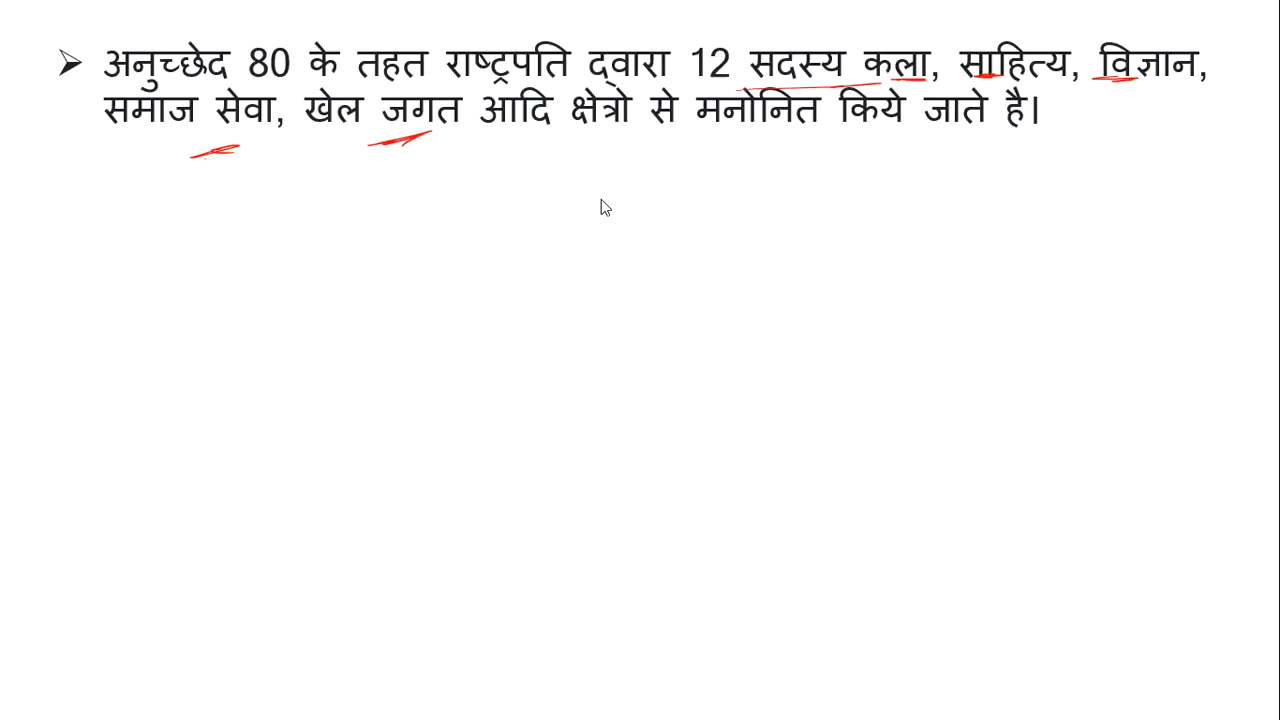 ➢ अनुच्छेद 80 के तहत राष्ट्रपति द्वारा 12 सदस्य कला, साहित्य, विज्ञान,
समाज सेवा, खेल जगत आदि क्षेत्रो से मनोनित किये जाते है।